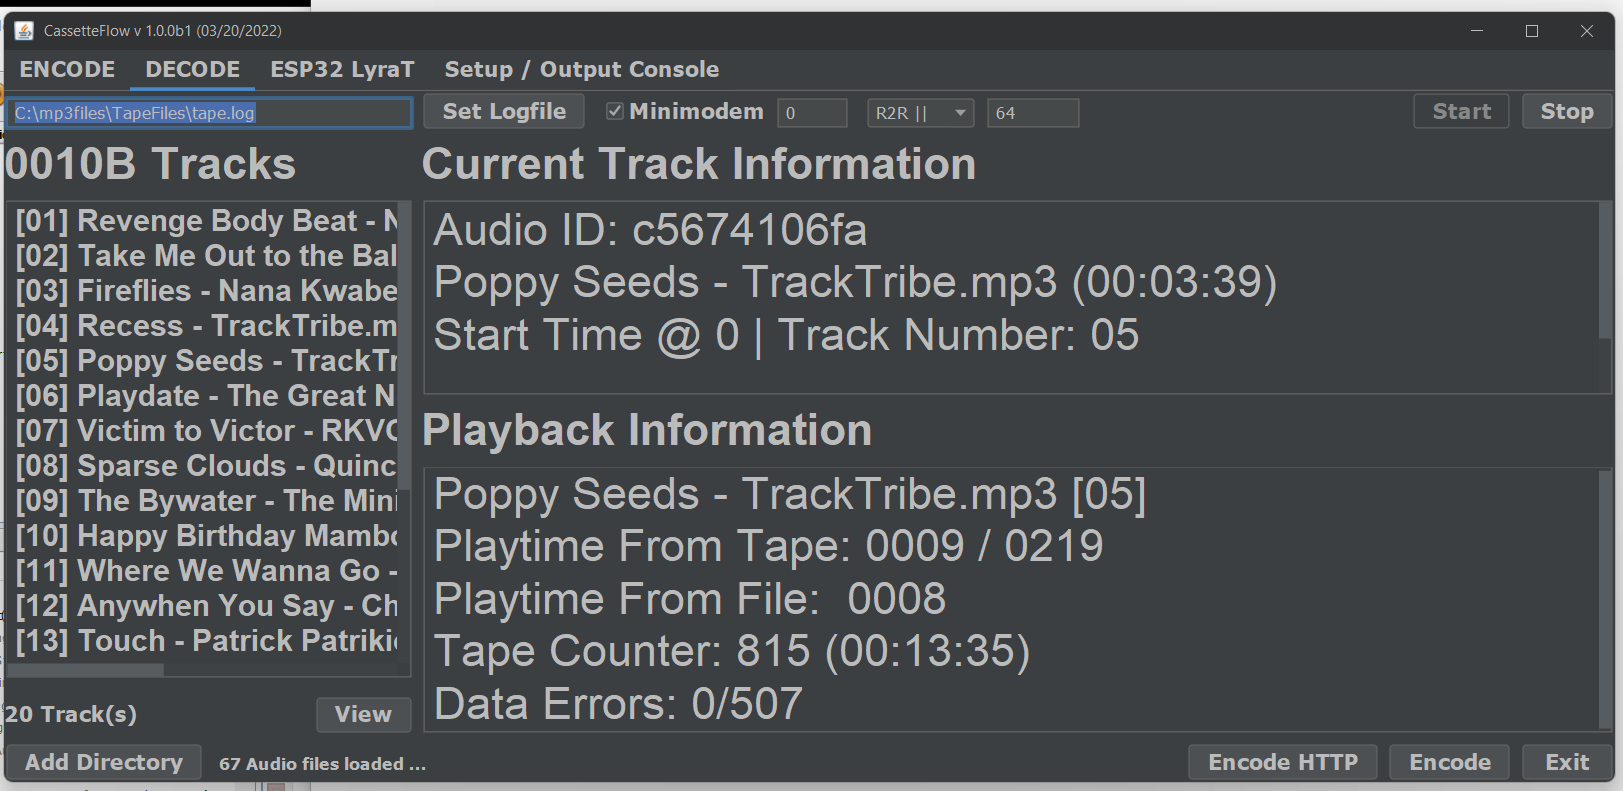 CassetteFlow v 1.0.0b1 (03/20/2022)
ENCODE DECODE ESP32 LyraT Setup / Output Console
C:\mp3files\TapeFiles\tape.log Set Logfile Minimodem 0 R2R || 64 Start Stop
0010B Tracks
[01] Revenge Body Beat -
[02] Take Me Out to the Bal
[03] Fireflies - Nana Kwabe
[04] Recess - TrackTribe.m
[05] Poppy Seeds - TrackTr
[06] Playdate - The Great N
[07] Victim to Victor - RKVC
[08] Sparse Clouds - Quinc
[09] The Bywater - The Mini
[10] Happy Birthday Mambo
[11] Where We Wanna Go -
[12] Anywhen You Say - Ch
[13] Touch - Patrick Patriki
20 Track(s) View
Current Track Information
Audio ID: c5674106fa
Poppy Seeds - TrackTribe.mp3 (00:03:39)
Start Time @ 0 | Track Number: 05
Playback Information
Poppy Seeds - TrackTribe.mp3 [05]
Playtime From Tape: 0009 / 0219
Playtime From File: 0008
Tape Counter: 815 (00:13:35)
Data Errors: 0/507
Add Directory 67 Audio files loaded ... Encode HTTP Encode Exit